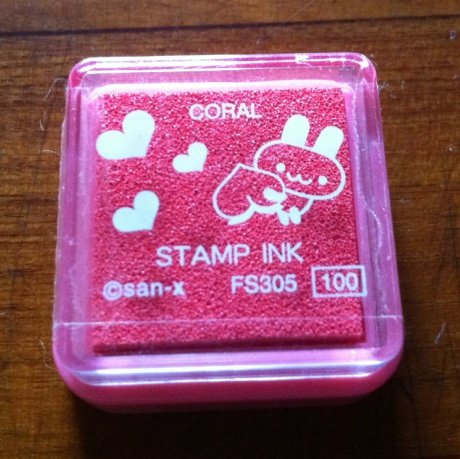 CORAL
STAMP INK
©san-x FS305 100